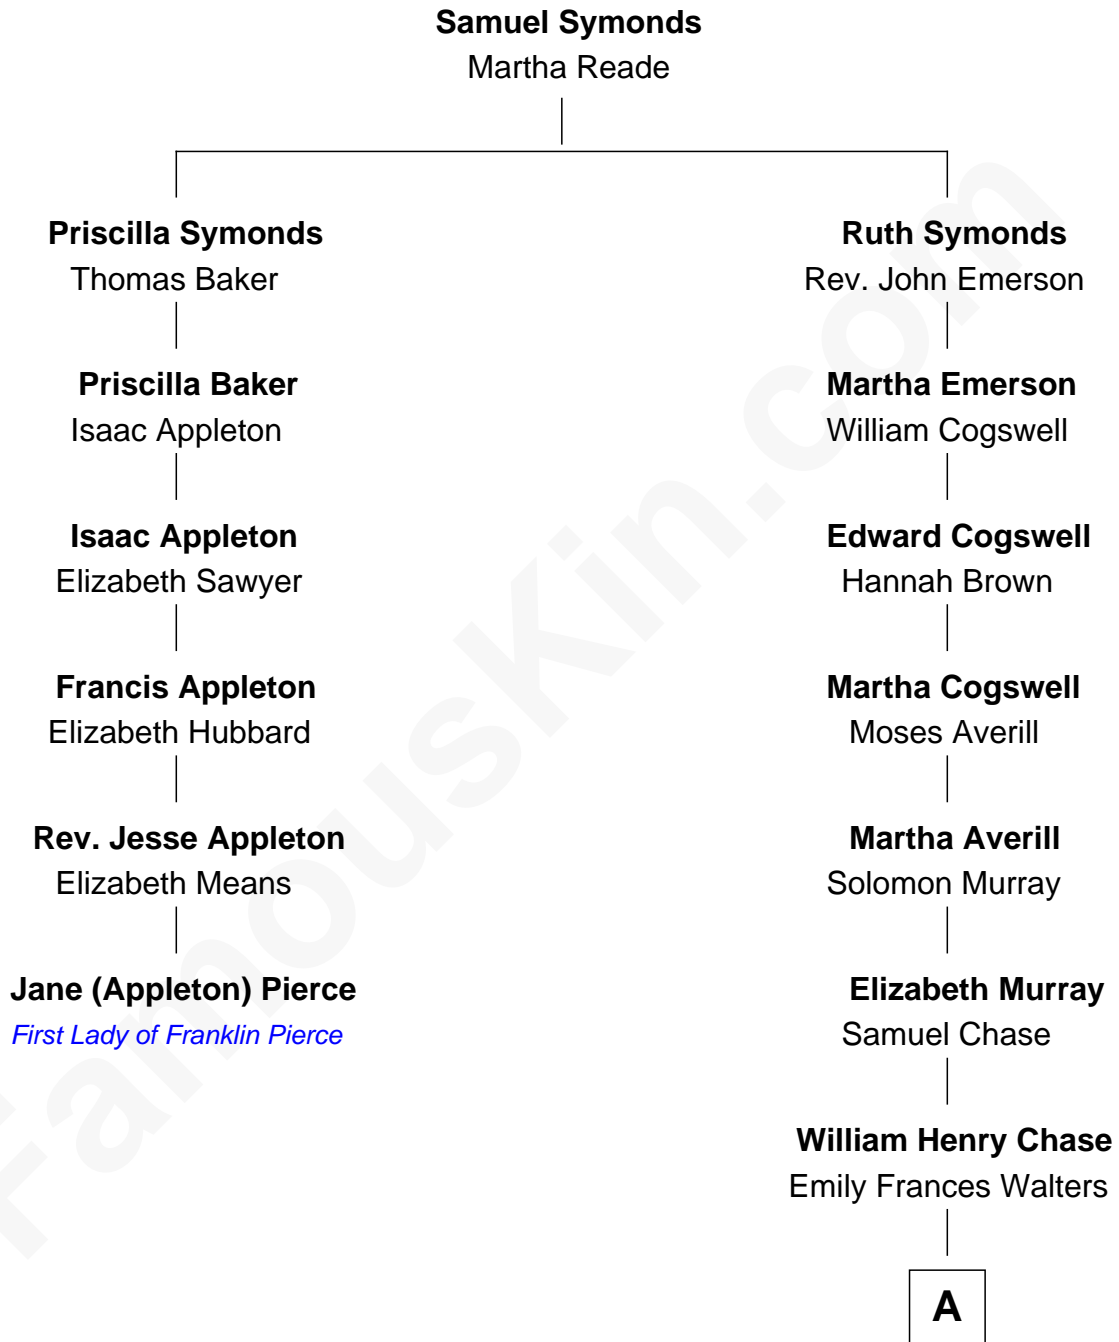 Samuel Symonds
Martha Reade
Priscilla Symonds
Thomas Baker
Priscilla Baker
Isaac Appleton
Isaac Appleton
Elizabeth Sawyer
Francis Appleton
Elizabeth Hubbard
Rev. Jesse Appleton
Elizabeth Means
Jane (Appleton) Pierce
First Lady of Franklin Pierce
Ruth Symonds
Rev. John Emerson
Martha Emerson
William Cogswell
Edward Cogswell
Hannah Brown
Martha Cogswell
Moses Averill
Martha Averill
Solomon Murray
Elizabeth Murray
Samuel Chase
William Henry Chase
Emily Frances Walters
A
FamousKin.com